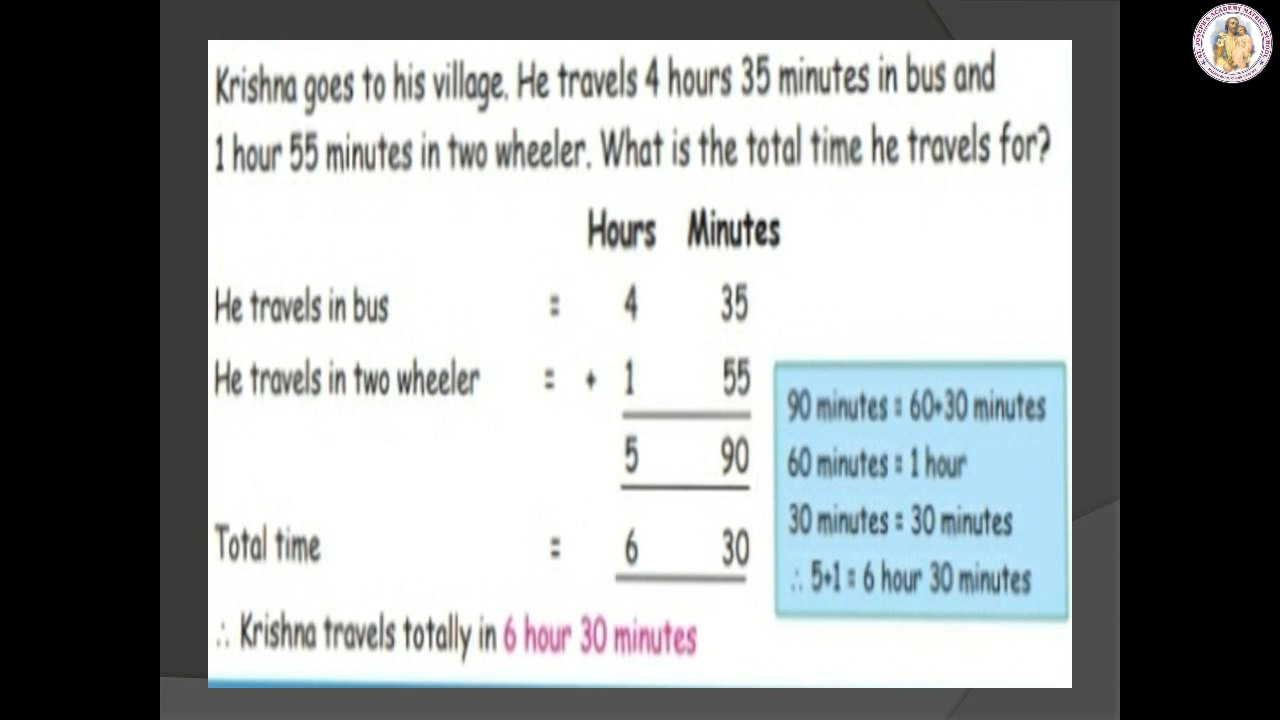 Krishna goes to his village. He travels 4 hours 35 minutes in bus and
1 hour 55 minutes in two wheeler. What is the total time he travels for?
Hours Minutes
He travels in bus = 4 35
He travels in two wheeler = + 1 55
5 90
Total time = 6 30
∴ Krishna travels totally in 6 hour 30 minutes
90 minutes = 60+30 minutes
60 minutes = 1 hour
30 minutes = 30 minutes
∴ 5+1 = 6 hour 30 minutes